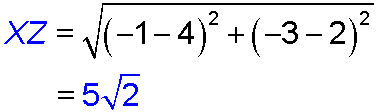 XZ = √((−1−4)² + (−3−2)²)
= 5√2